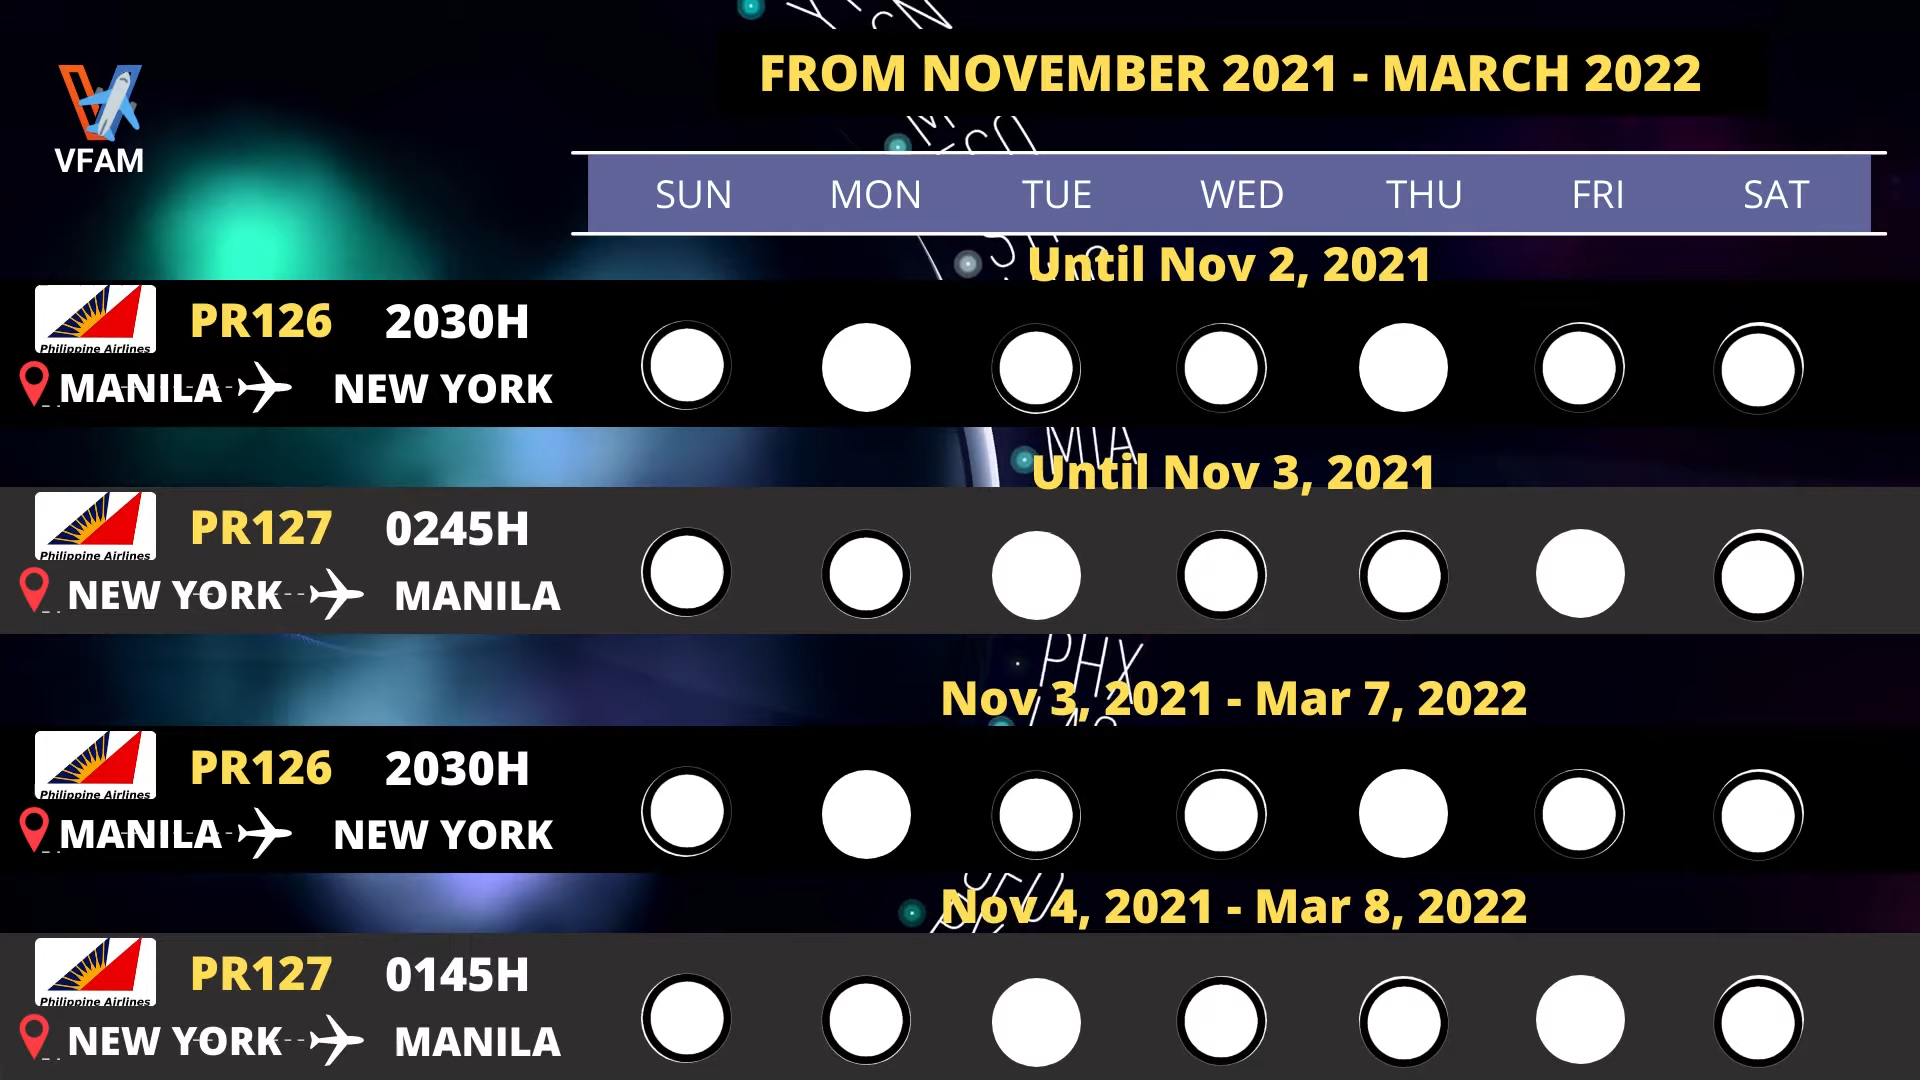 FROM NOVEMBER 2021 - MARCH 2022
VFAM
SUN MON TUE WED THU FRI SAT
Until Nov 2, 2021
Philippine Airlines
PR126 2030H
MANILA NEW YORK
MIA
Until Nov 3, 2021
Philippine Airlines
PR127 0245H
NEW YORK MANILA
PHX
Nov 3, 2021 - Mar 7, 2022
Philippine Airlines
PR126 2030H
MANILA NEW YORK
Nov 4, 2021 - Mar 8, 2022
Philippine Airlines
PR127 0145H
NEW YORK MANILA